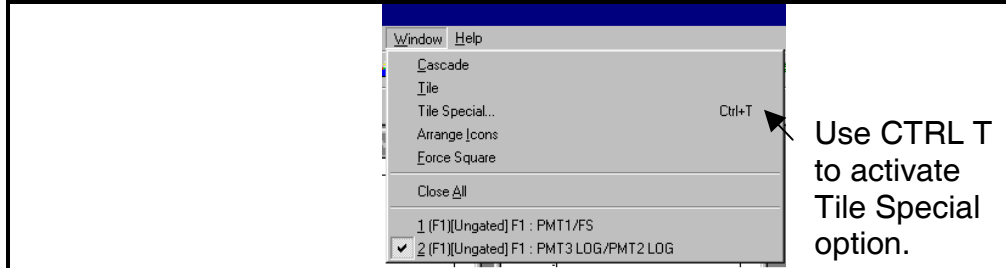 Window Help
Cascade
Tile
Tile Special... Ctrl+T
Arrange Icons
Force Square
Close All
1 (F1)[Ungated] F1 : PMT1/FS
✔ 2 (F1)[Ungated] F1 : PMT3 LOG/PMT2 LOG
Use CTRL T
to activate
Tile Special
option.